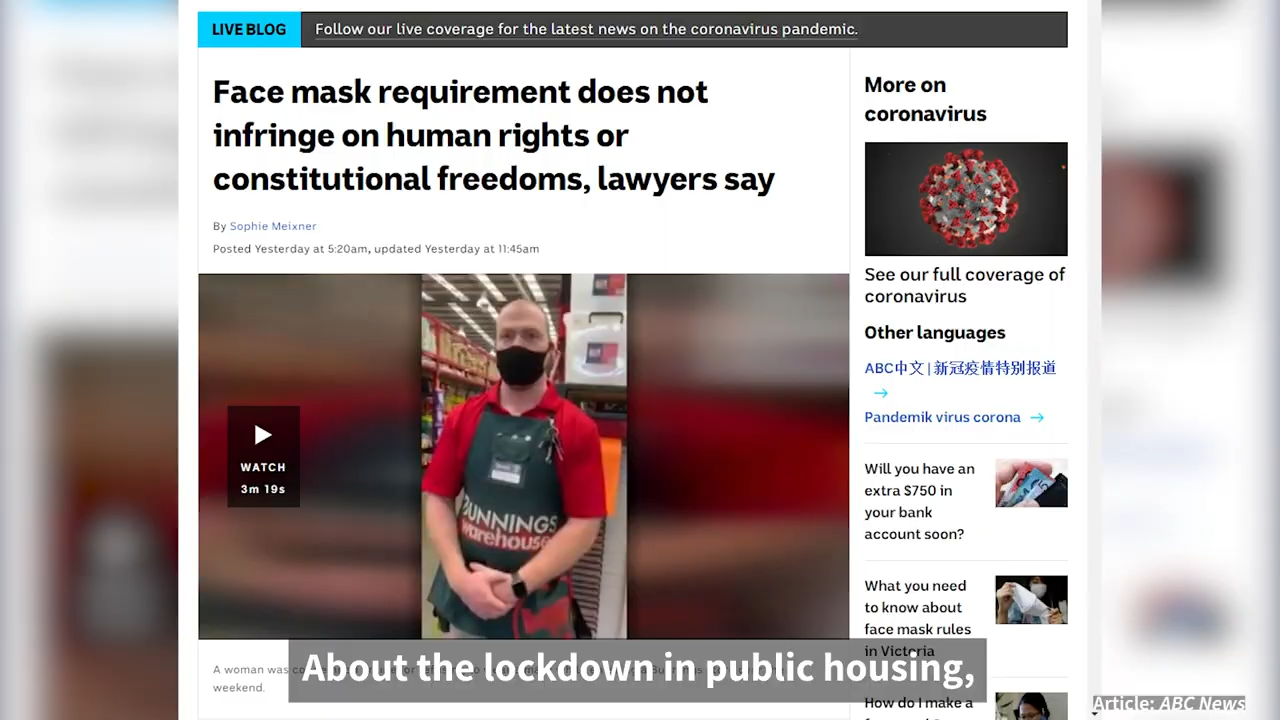 LIVE BLOG
Follow our live coverage for the latest news on the coronavirus pandemic.
Face mask requirement does not
infringe on human rights or
constitutional freedoms, lawyers say
By Sophie Meixner
Posted Yesterday at 5:20am, updated Yesterday at 11:45am
WATCH
3m 19s
BUNNINGS
warehouse
A woman was
weekend.
More on
coronavirus
See our full coverage of
coronavirus
Other languages
ABC中文 | 新冠疫情特别报道
→
Pandemik virus corona →
Will you have an
extra $750 in
your bank
account soon?
What you need
to know about
face mask rules
in Victoria
How do I make a
About the lockdown in public housing,
Article: ABC News